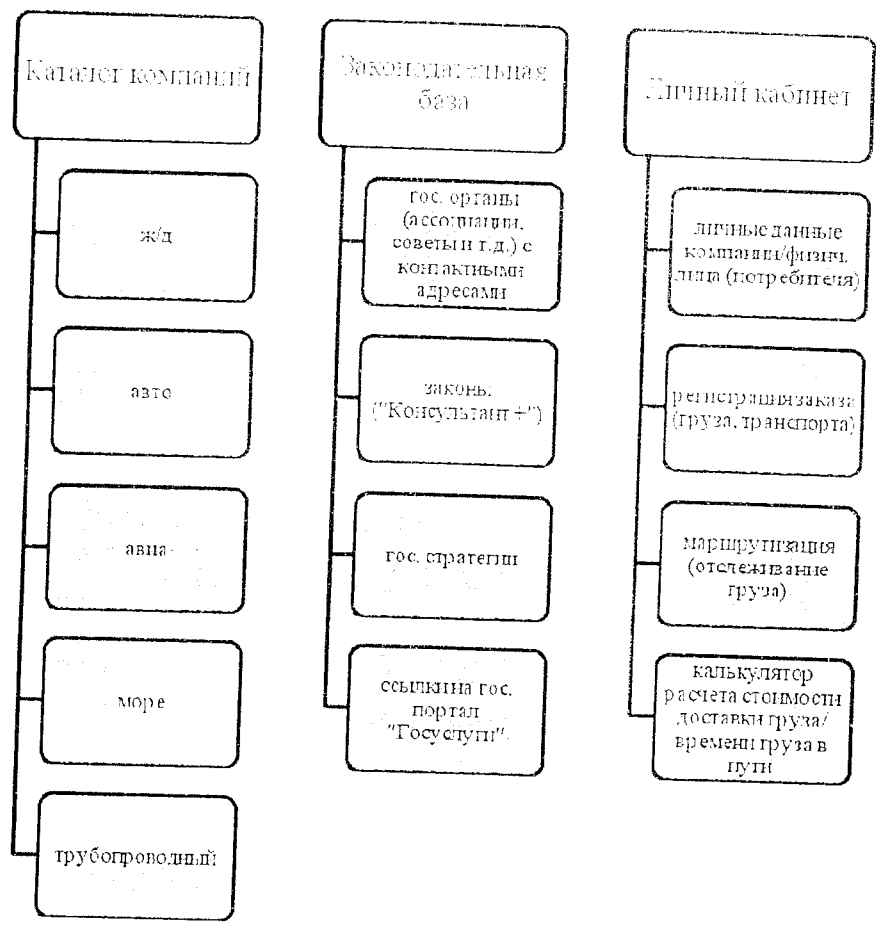 Каталог компаний
ж/д
авто
авиа
море
трубопроводный
Законодательная
база
гос. органы
(ассоциации,
советы и т.д.) с
контактными
адресами
законы
("Консультант +")
гос. стратегии
ссылки на гос.
портал
"Госуслуги"
Личный кабинет
личные данные
компании/физич.
лица (потребителя)
регистрация заказа
(груза, транспорта)
маршрутизация
(отслеживание
груза)
калькулятор
расчета стоимости
доставки груза/
времени груза в
пути